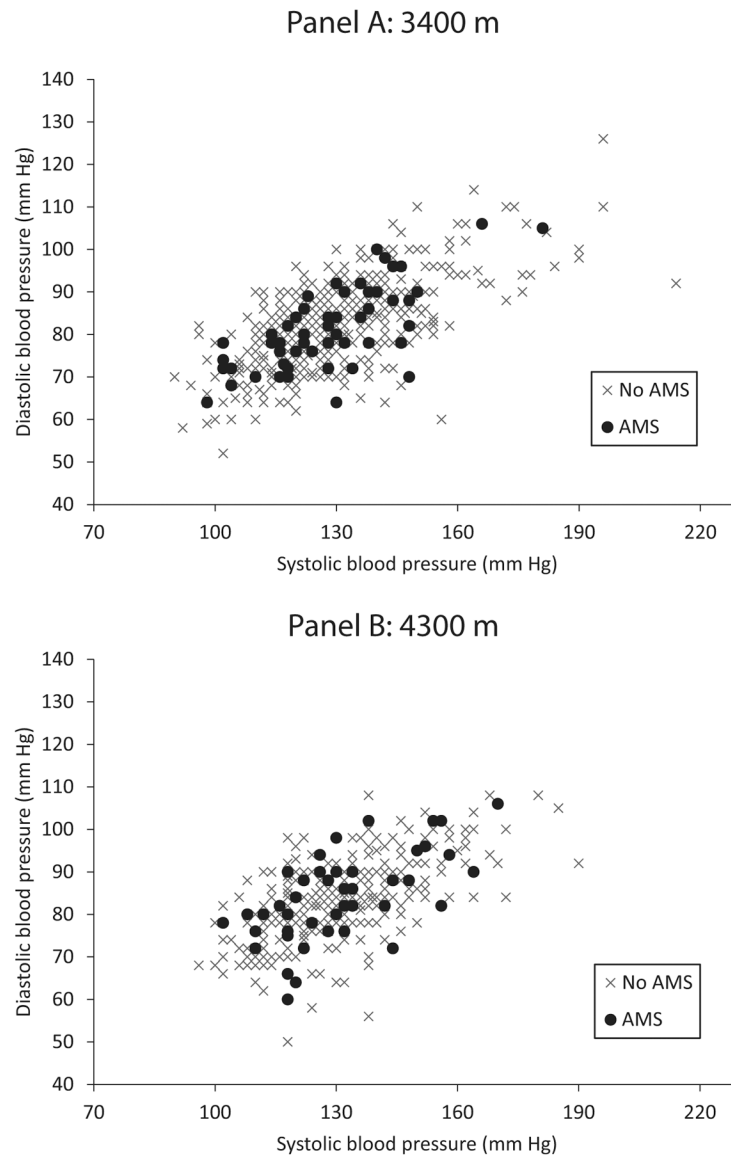 Panel A: 3400 m
140
130
120
110
100
90
80
70
60
50
40
Diastolic blood pressure (mm Hg)
× No AMS
● AMS
70 100 130 160 190 220
Systolic blood pressure (mm Hg)
Panel B: 4300 m
140
130
120
110
100
90
80
70
60
50
40
Diastolic blood pressure (mm Hg)
× No AMS
● AMS
70 100 130 160 190 220
Systolic blood pressure (mm Hg)